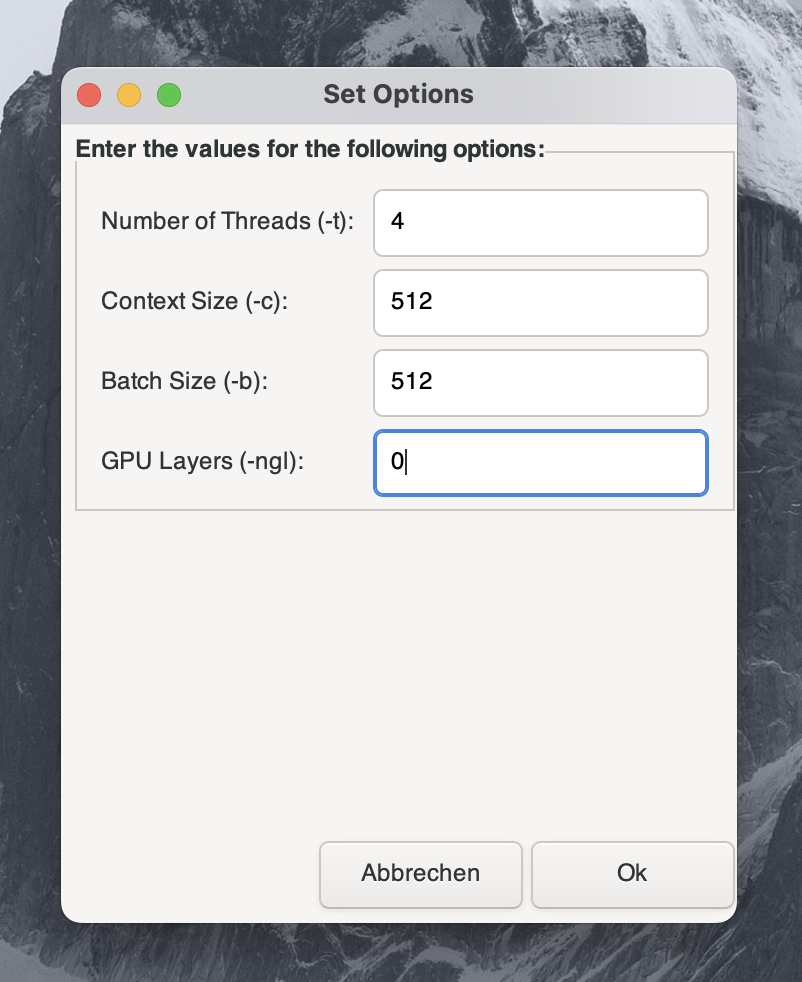 Set Options
Enter the values for the following options:
Number of Threads (-t): 4
Context Size (-c): 512
Batch Size (-b): 512
GPU Layers (-ngl): 0
Abbrechen Ok